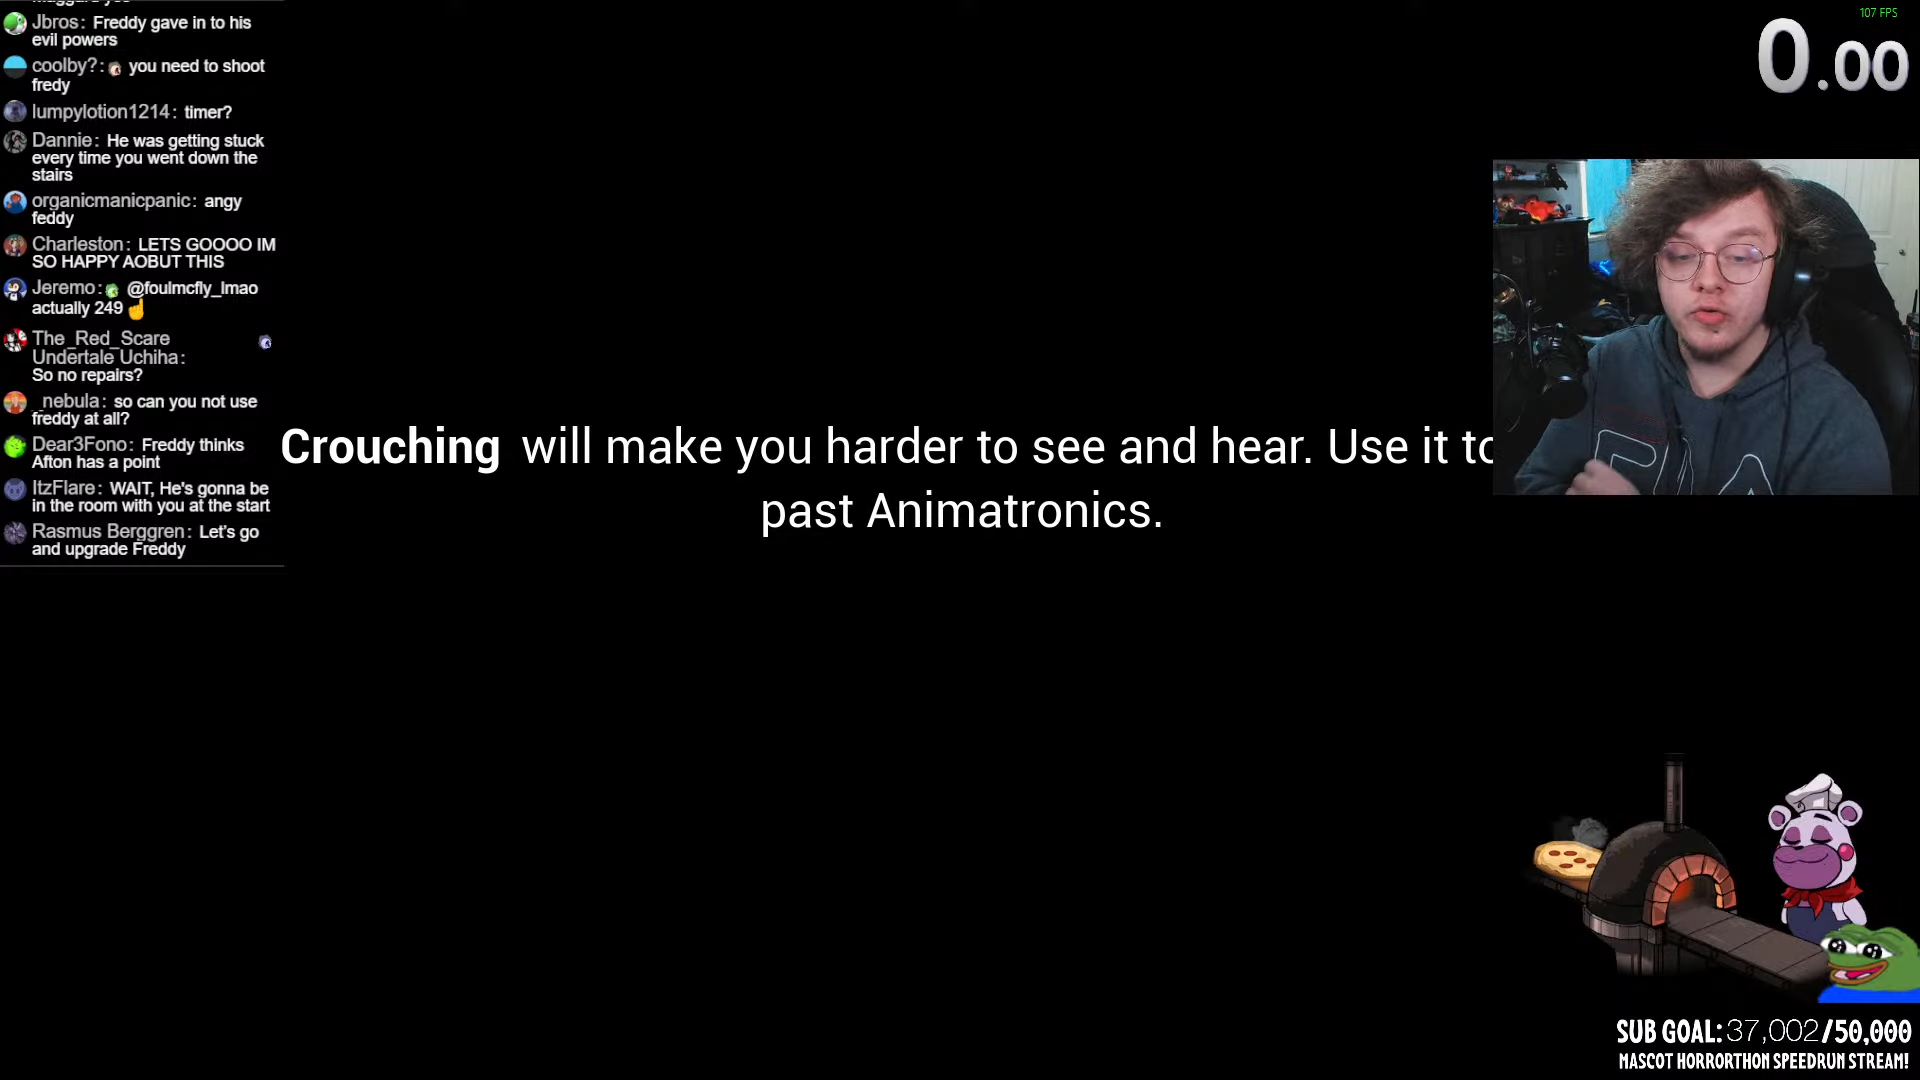 Jbros: Freddy gave in to his
evil powers
coolby?: you need to shoot
fredy
lumpylotion1214: timer?
Dannie: He was getting stuck
every time you went down the
stairs
organicmanicpanic: angy
feddy
Charleston: LETS GOOOO IM
SO HAPPY AOBUT THIS
Jeremo: @foulmcfly_lmao
actually 249 ☝
The_Red_Scare
Undertale Uchiha:
So no repairs?
_nebula: so can you not use
freddy at all?
Dear3Fono: Freddy thinks
Afton has a point
ItzFlare: WAIT, He's gonna be
in the room with you at the start
Rasmus Berggren: Let's go
and upgrade Freddy
Crouching will make you harder to see and hear. Use it to
past Animatronics.
107 FPS
0.00
SUB GOAL: 37,002/50,000
MASCOT HORRORTHON SPEEDRUN STREAM!